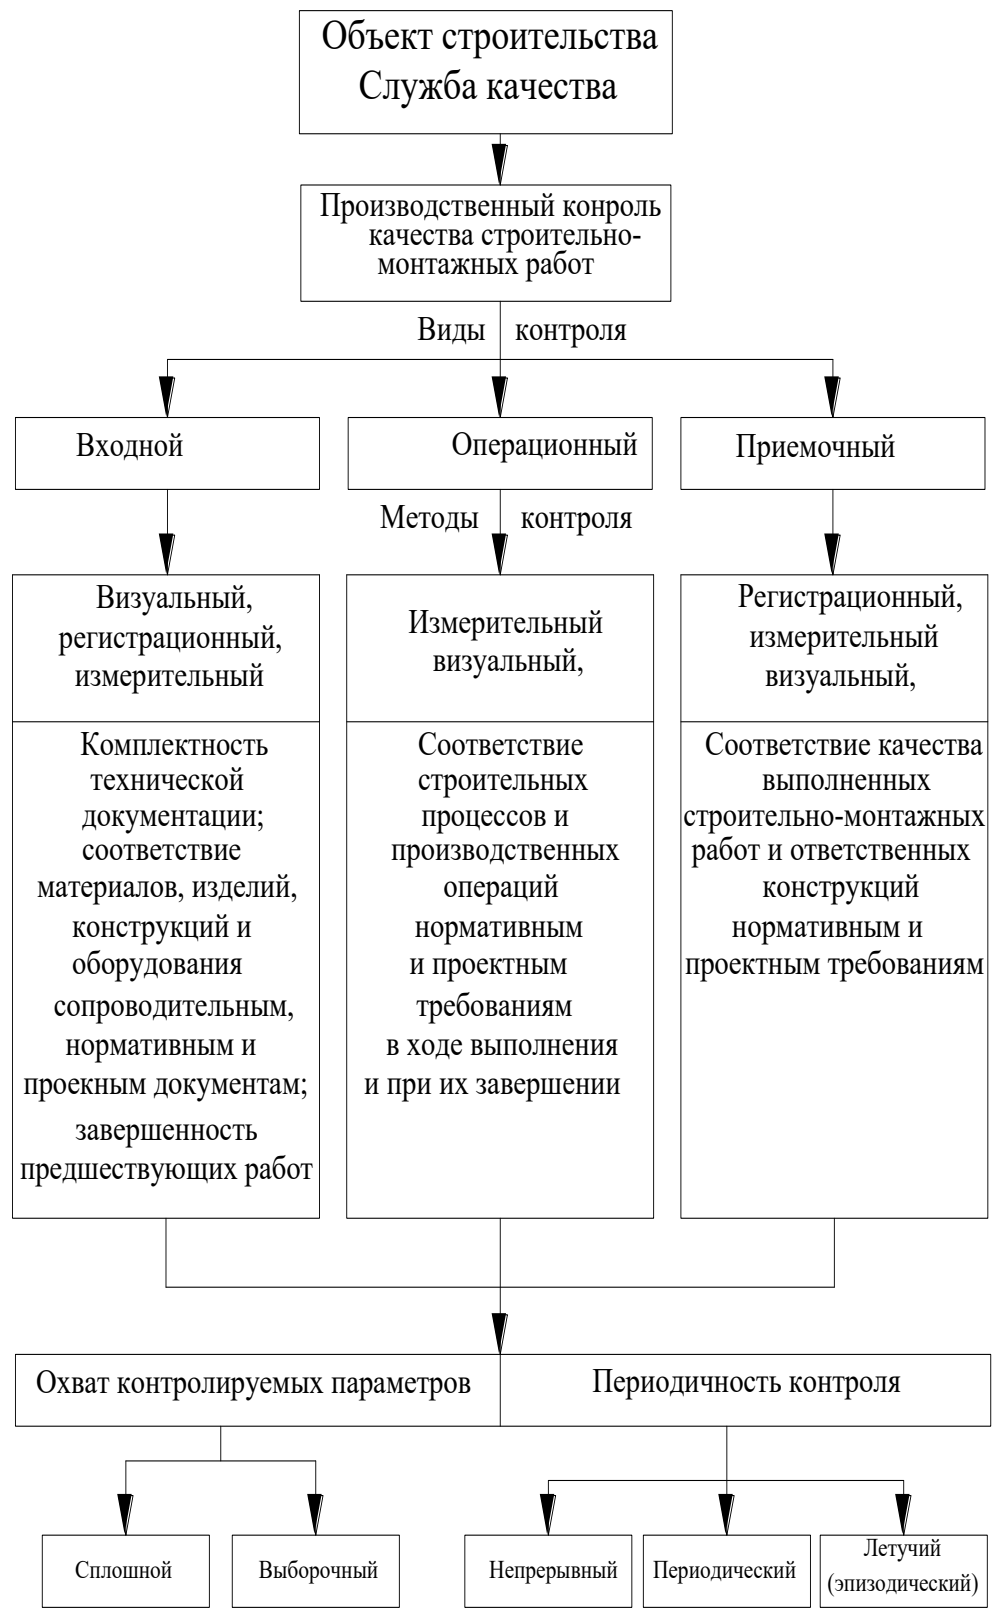 Объект строительства
Служба качества
Производственный конроль
качества строительно-
монтажных работ
Виды контроля
Входной
Операционный
Приемочный
Методы контроля
Визуальный,
регистрационный,
измерительный
Измерительный
визуальный,
Регистрационный,
измерительный
визуальный,
Комплектность
технической
документации;
соответствие
материалов, изделий,
конструкций и
оборудования
сопроводительным,
нормативным и
проекным документам;
завершенность
предшествующих работ
Соответствие
строительных
процессов и
производственных
операций
нормативным
и проектным
требованиям
в ходе выполнения
и при их завершении
Соответствие качества
выполненных
строительно-монтажных
работ и ответственных
конструкций
нормативным и
проектным требованиям
Охват контролируемых параметров
Периодичность контроля
Сплошной
Выборочный
Непрерывный
Периодический
Летучий
(эпизодический)